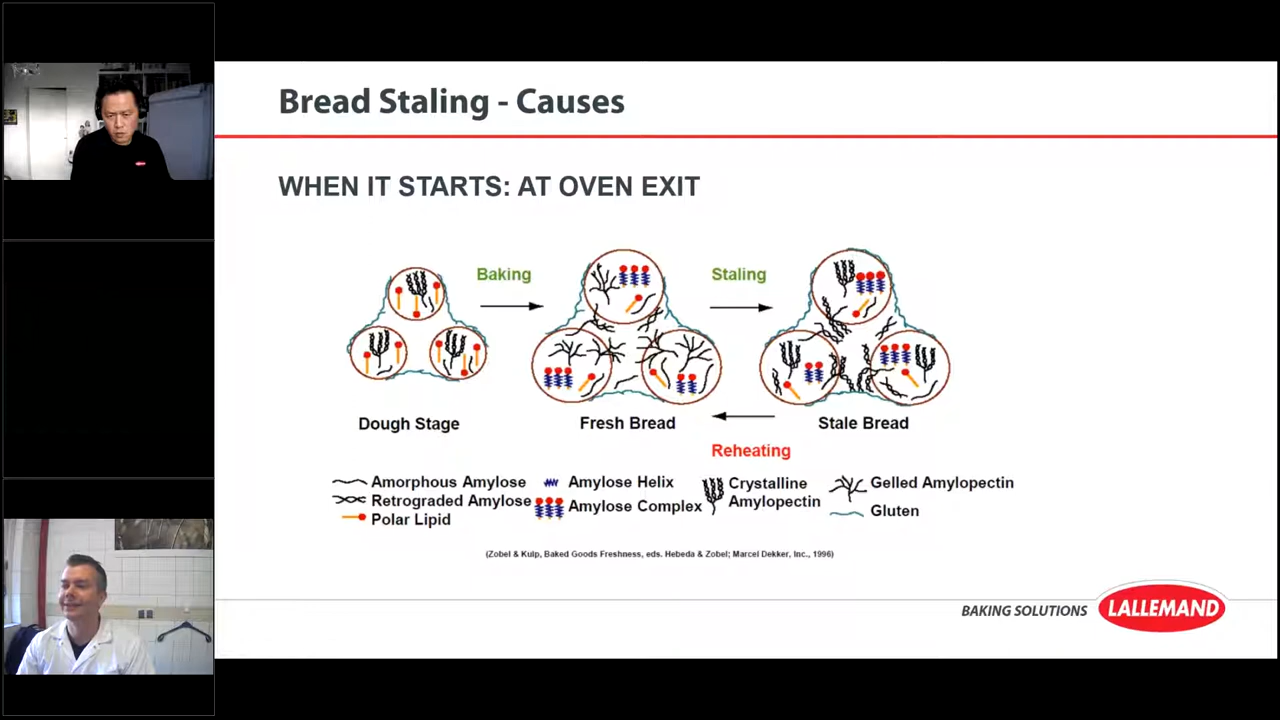 Bread Staling - Causes
WHEN IT STARTS: AT OVEN EXIT
Baking
Staling
Dough Stage
Fresh Bread
Stale Bread
Reheating
Amorphous Amylose
Retrograded Amylose
Polar Lipid
Amylose Helix
Amylose Complex
Crystalline
Amylopectin
Gelled Amylopectin
Gluten
(Zobel & Kulp, Baked Goods Freshness, eds. Hebeda & Zobel; Marcel Dekker, Inc., 1996)
BAKING SOLUTIONS
LALLEMAND